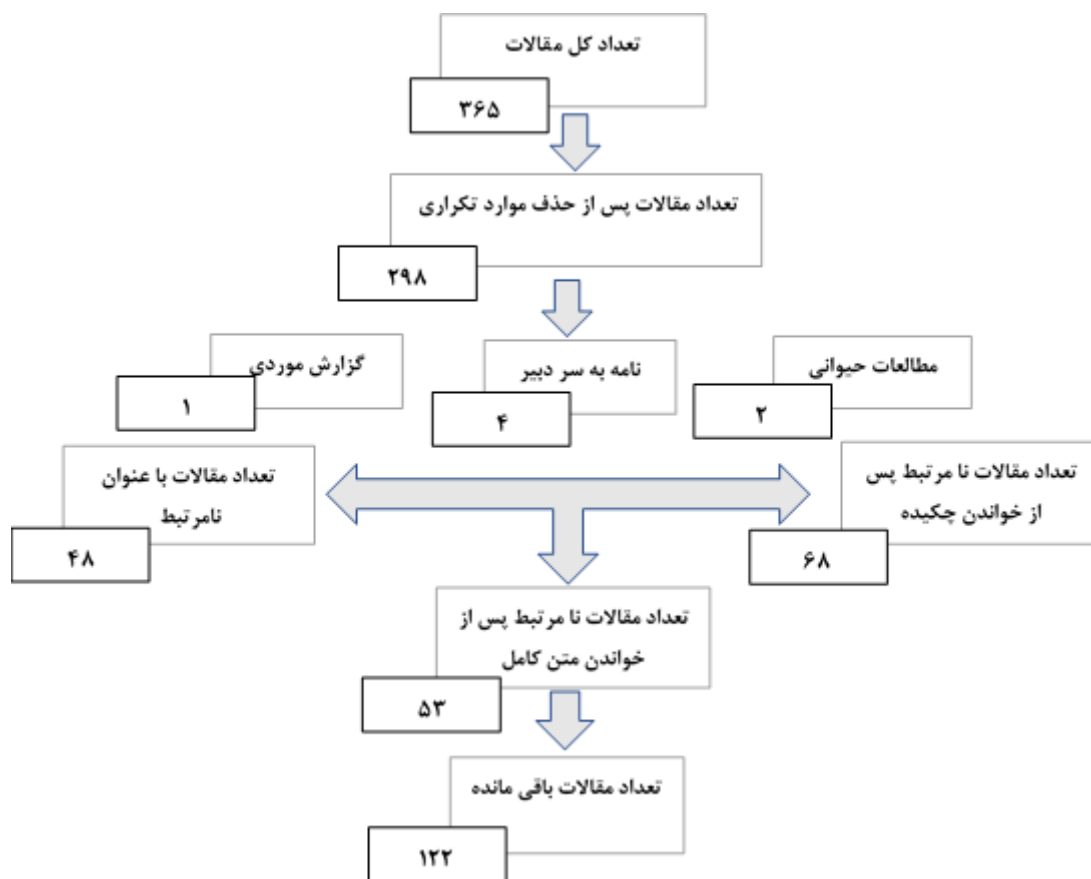 تعداد کل مقالات
۳۶۵
تعداد مقالات پس از حذف موارد تکراری
۲۹۸
مطالعات حیوانی
۲
نامه به سر دبیر
۴
گزارش موردی
۱
تعداد مقالات نا مرتبط پس
از خواندن چکیده
۶۸
تعداد مقالات با عنوان
نامرتبط
۴۸
تعداد مقالات نا مرتبط پس از
خواندن متن کامل
۵۳
تعداد مقالات باقی مانده
۱۲۲